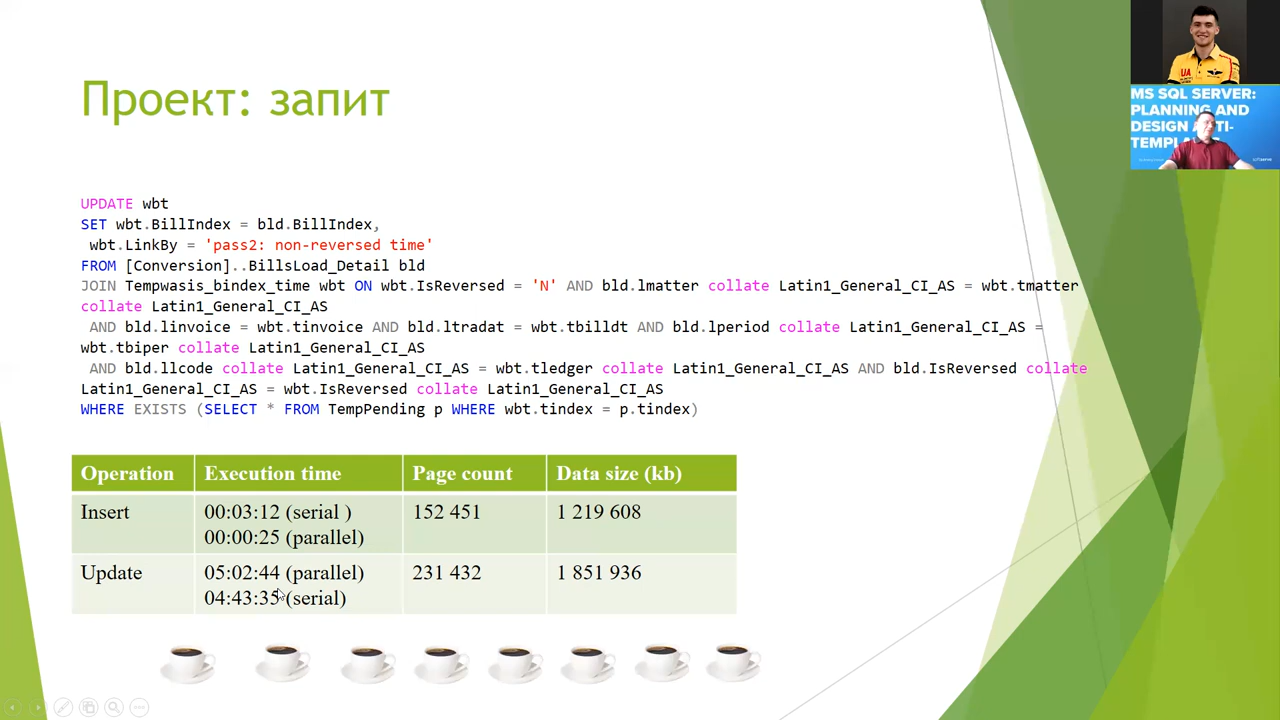 Проект: запит
UPDATE wbt
SET wbt.BillIndex = bld.BillIndex,
wbt.LinkBy = 'pass2: non-reversed time'
FROM [Conversion]..BillsLoad_Detail bld
JOIN Tempwasis_bindex_time wbt ON wbt.IsReversed = 'N' AND bld.lmatter collate Latin1_General_CI_AS = wbt.tmatter
collate Latin1_General_CI_AS
AND bld.linvoice = wbt.tinvoice AND bld.ltradat = wbt.tbilldt AND bld.lperiod collate Latin1_General_CI_AS =
wbt.tbiper collate Latin1_General_CI_AS
AND bld.llcode collate Latin1_General_CI_AS = wbt.tledger collate Latin1_General_CI_AS AND bld.IsReversed collate
Latin1_General_CI_AS = wbt.IsReversed collate Latin1_General_CI_AS
WHERE EXISTS (SELECT * FROM TempPending p WHERE wbt.tindex = p.tindex)
Operation Execution time Page count Data size (kb)
Insert 00:03:12 (serial ) 152 451 1 219 608
00:00:25 (parallel)
Update 05:02:44 (parallel) 231 432 1 851 936
04:43:35 (serial)
UA
MS SQL SERVER:
PLANNING AND
DESIGN